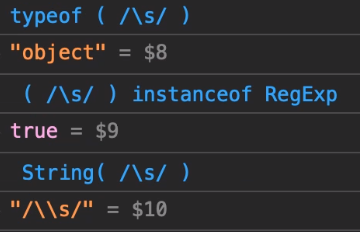 typeof ( /\s/ )
"object" = $8
( /\s/ ) instanceof RegExp
true = $9
String( /\s/ )
"/\\s/" = $10